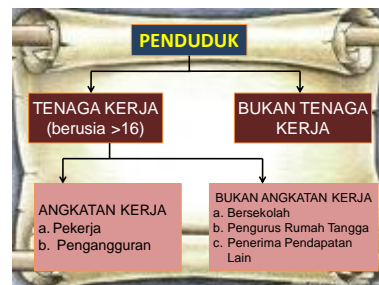 PENDUDUK
TENAGA KERJA
(berusia >16)
BUKAN TENAGA
KERJA
ANGKATAN KERJA
a. Pekerja
b. Pengangguran
BUKAN ANGKATAN KERJA
a. Bersekolah
b. Pengurus Rumah Tangga
c. Penerima Pendapatan
Lain